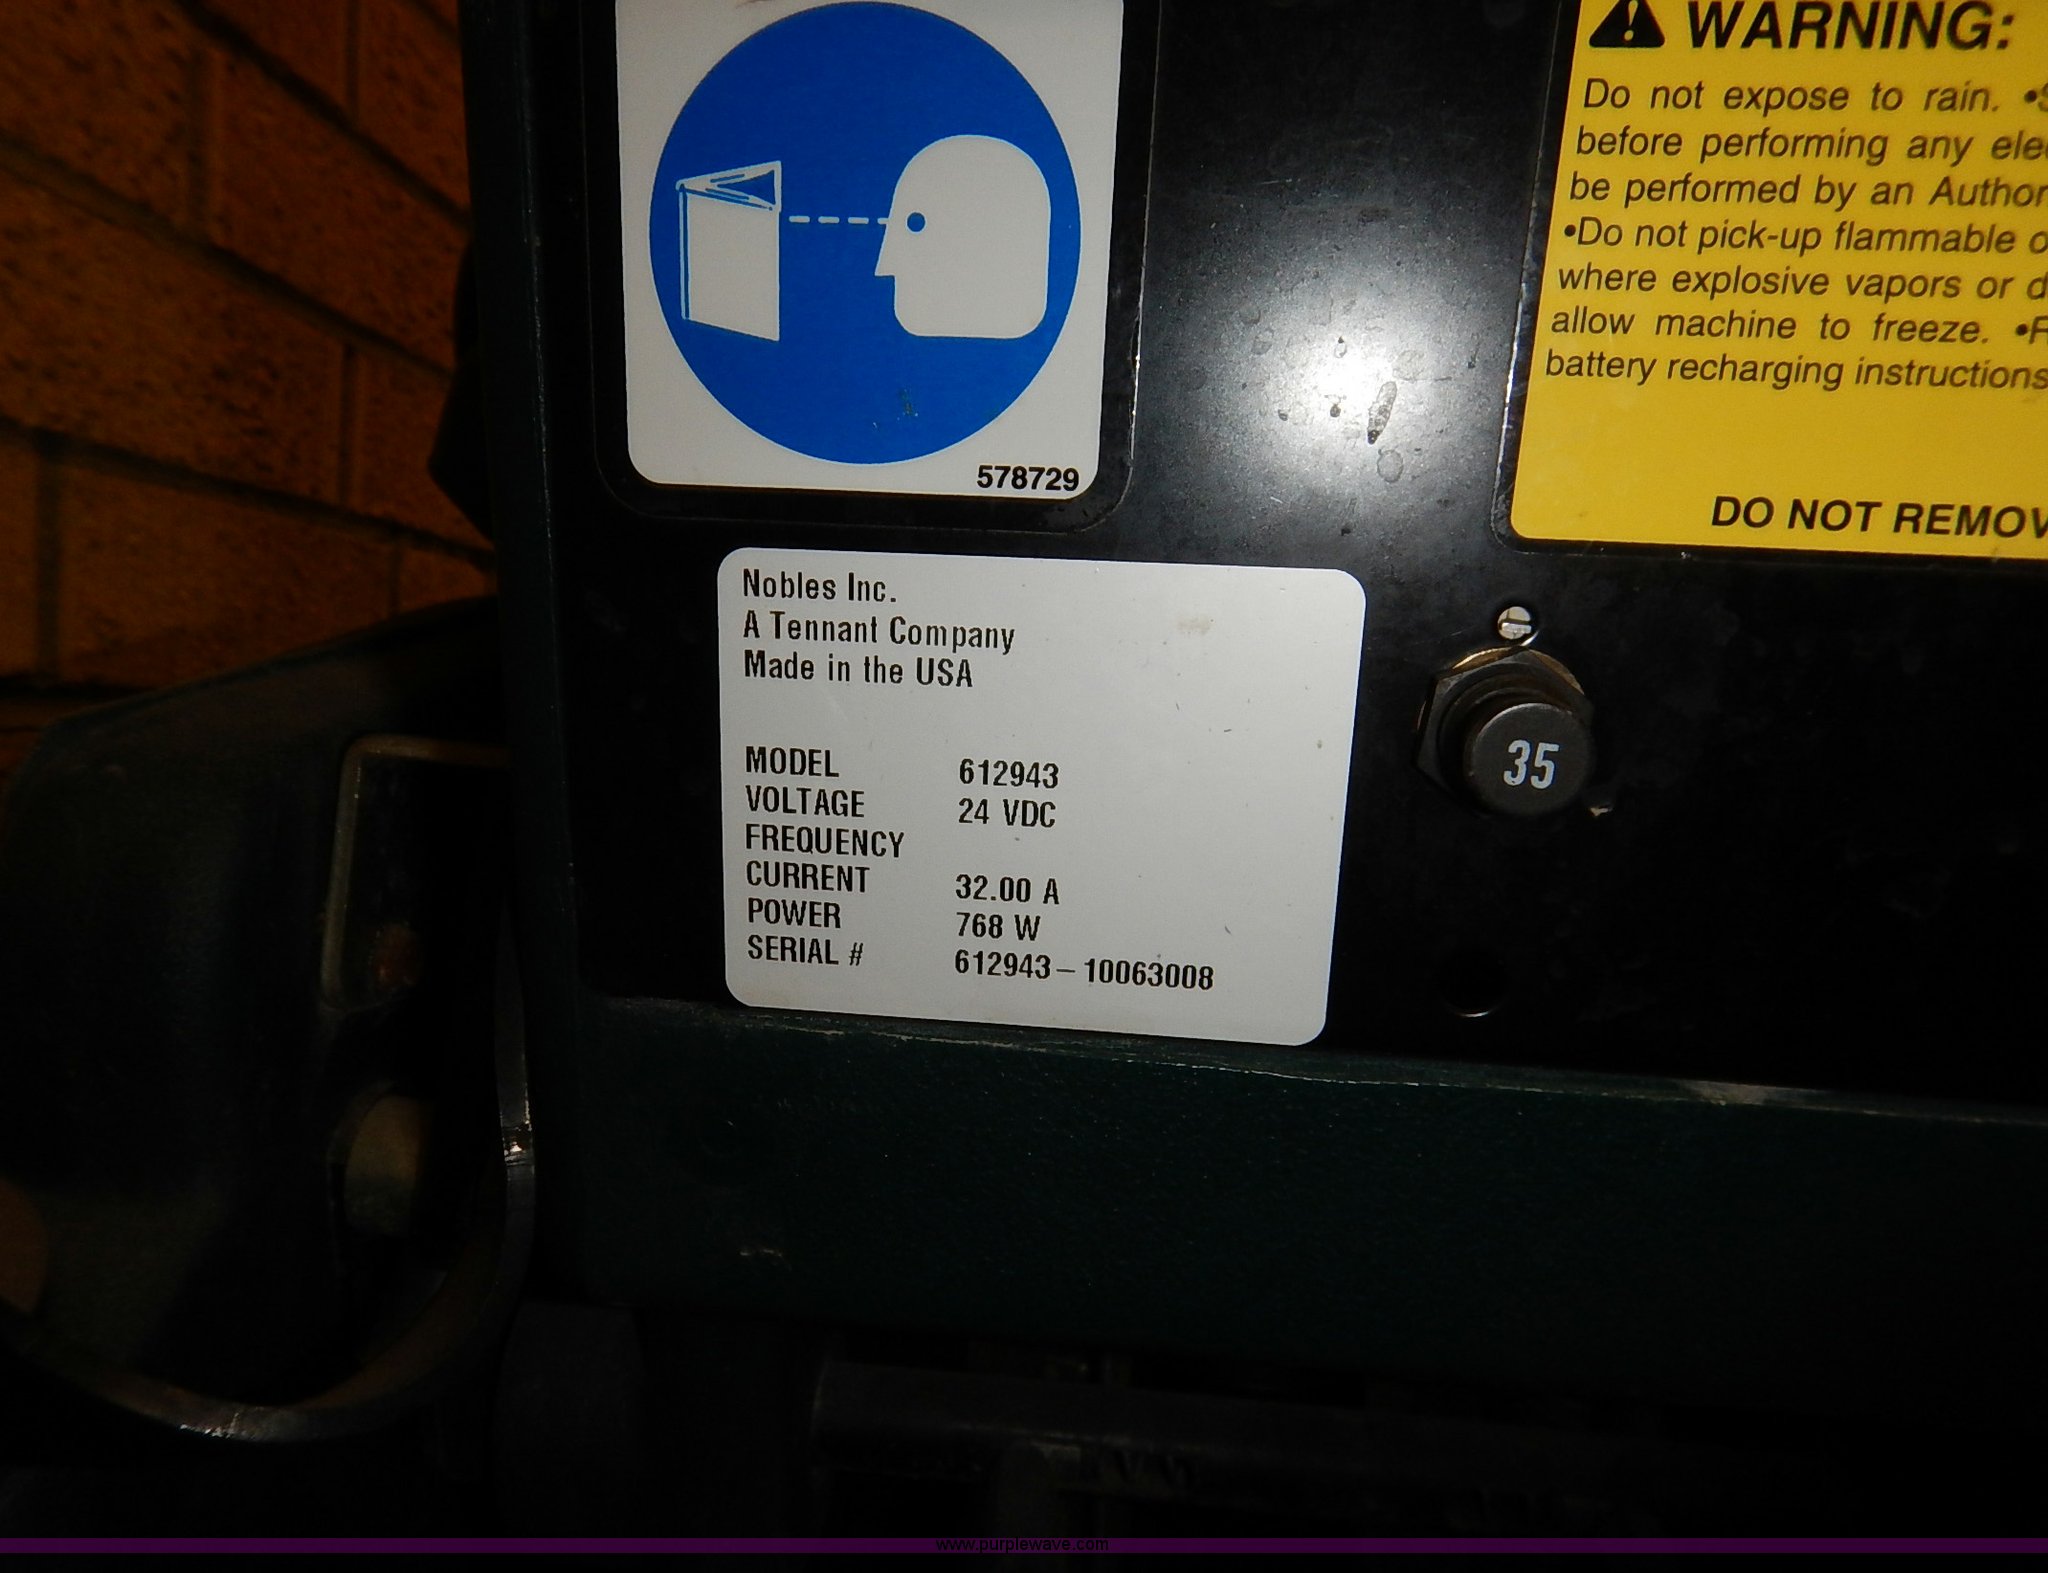 578729
WARNING:
Do not expose to rain.
before performing any
be performed by an
•Do not pick-up flammable
where explosive vapors or
allow machine to freeze.
battery recharging instructions
DO NOT
Nobles Inc.
A Tennant Company
Made in the USA
MODEL 612943
VOLTAGE 24 VDC
FREQUENCY
CURRENT 32.00 A
POWER 768 W
SERIAL # 612943-10063008
35
www.purplewave.com